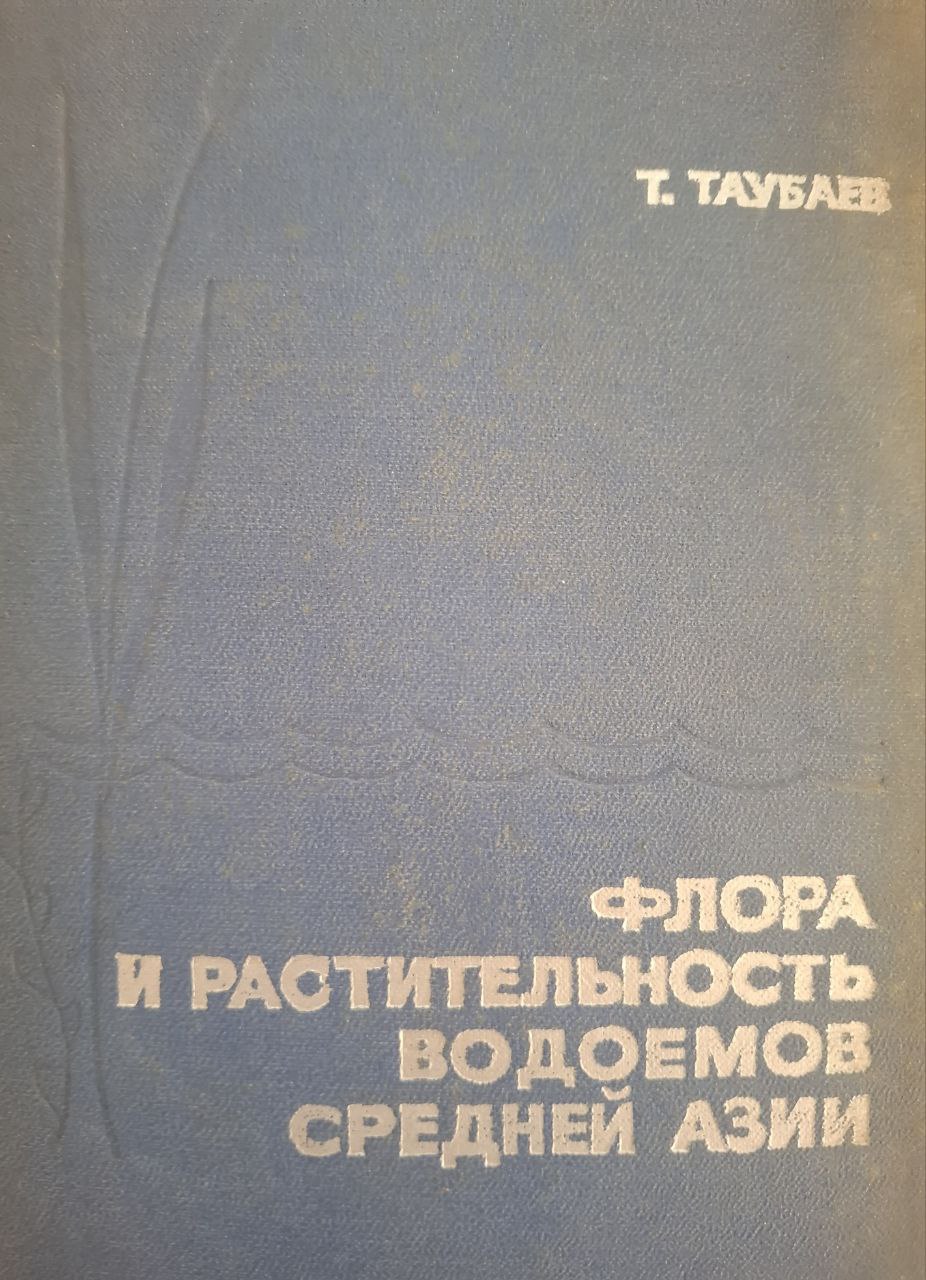 Т. ТАУБАЕВ
ФЛОРА
И РАСТИТЕЛЬНОСТЬ
ВОДОЕМОВ
СРЕДНЕЙ АЗИИ